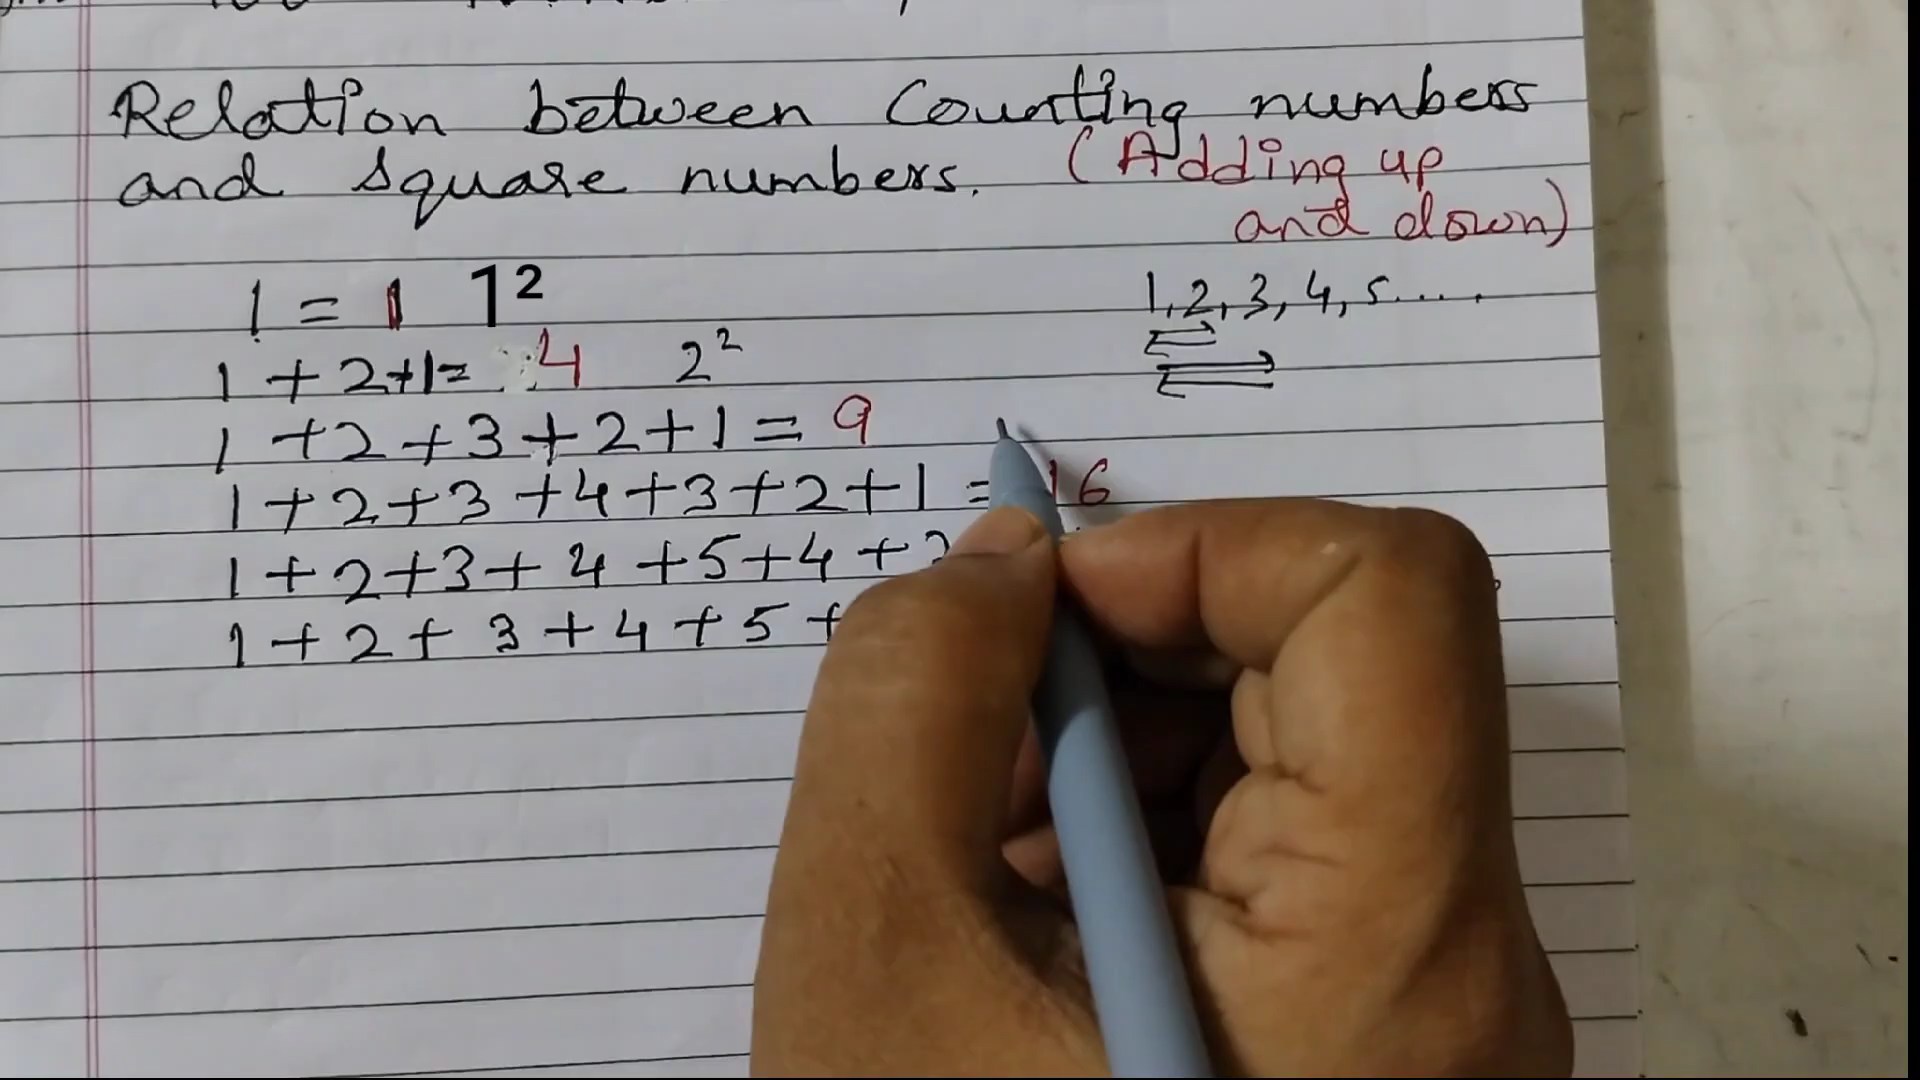 Relation between Counting numbers
and square numbers. (Adding up
and down)
1 = 1 1²
1, 2, 3, 4, 5....
1 + 2+1= 4 2²
1 +2+3+2+1 = 9
1 +2+3+4+3+2+1 = 16
1 +2+3+ 4 +5+4 +
1 + 2 + 3 + 4 + 5 +